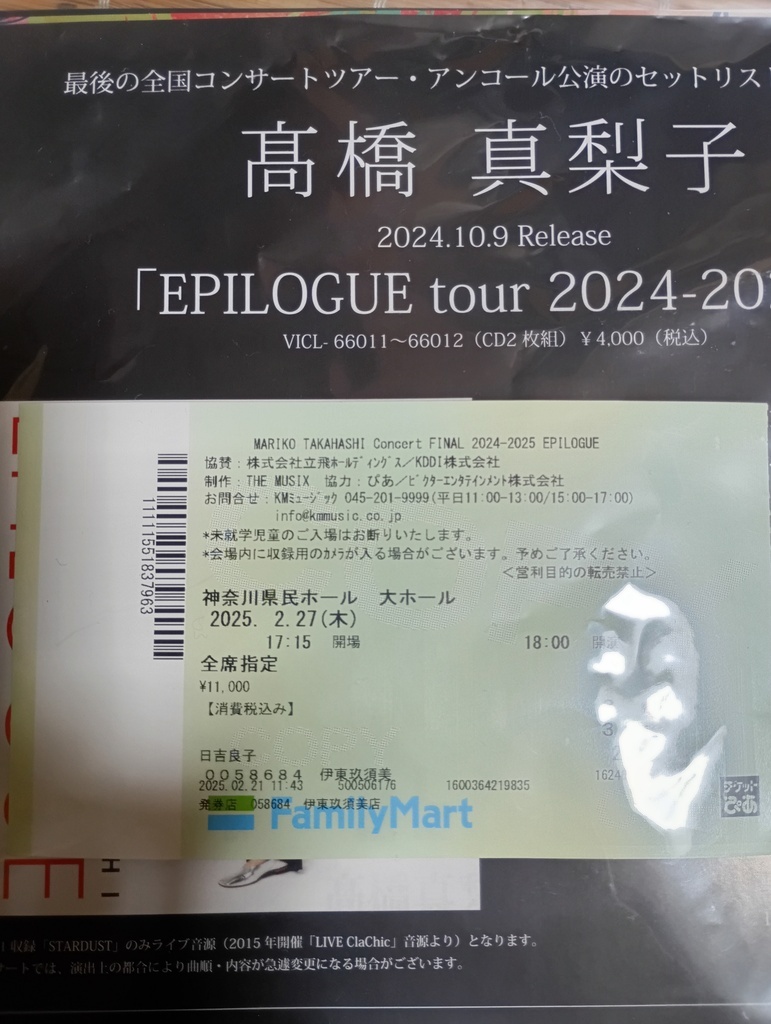 最後の全国コンサートツアー・アンコール公演のセットリス
髙橋 真梨子
2024.10.9 Release
「EPILOGUE tour 2024-20
VICL- 66011～66012（CD2 枚組）￥4,000（税込）
MARIKO TAKAHASHI Concert FINAL 2024-2025 EPILOGUE
協賛：株式会社立飛ﾎｰﾙﾃﾞｨﾝｸﾞｽ／KDDI株式会社
制作：THE MUSIX 協力：ぴあ／ﾋﾞｸﾀｰｴﾝﾀﾃｲﾝﾒﾝﾄ株式会社
お問合せ：KMﾐｭｰｼﾞｯｸ 045-201-9999(平日11:00-13:00/15:00-17:00)
info@kmmusic.co.jp
*未就学児童のご入場はお断りいたします。
*会場内に収録用のｶﾒﾗが入る場合がございます。予めご了承ください。
＜営利目的の転売禁止＞
神奈川県民ホール 大ホール
2025. 2.27(木)
17:15 開場 18:00 開演
全席指定
¥11,000
【消費税込み】
日吉良子
0058684 伊東玖須美
2025.02.21 11:43 500506176 1600364219835 1624
発券店 058684 伊東玖須美店
FamilyMart
チケット
ぴあ
11111551837963
収録「STARDUST」のみライブ音源（2015 年開催「LIVE ClaChic」音源より）となります。
ートでは、演出上の都合により曲順・内容が急遽変更になる場合がございます。